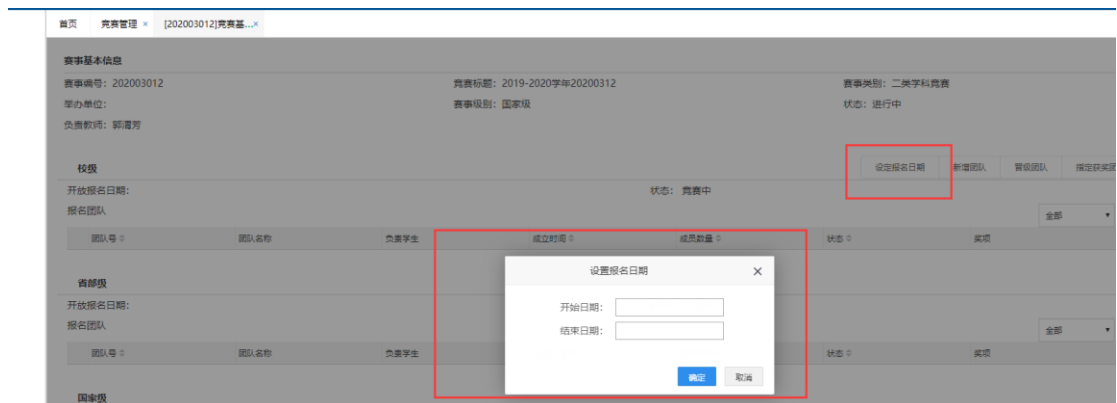 首页 竞赛管理 × [202003012]竞赛基...×
赛事基本信息
赛事编号：202003012 竞赛标题：2019-2020学年20200312 赛事类别：二类学科竞赛
举办单位： 赛事级别：国家级 状态：进行中
负责教师：郭渭芳
校级 设定报名日期 新增团队 晋级团队 指定获奖团
开放报名日期： 状态：竞赛中
报名团队 全部
团队号 团队名称 负责学生 成立时间 成员数量 状态 奖项
设置报名日期 ×
省部级
开放报名日期： 开始日期：
报名团队 结束日期： 全部
团队号 团队名称 负责学生 状态 奖项
确定 取消
国家级